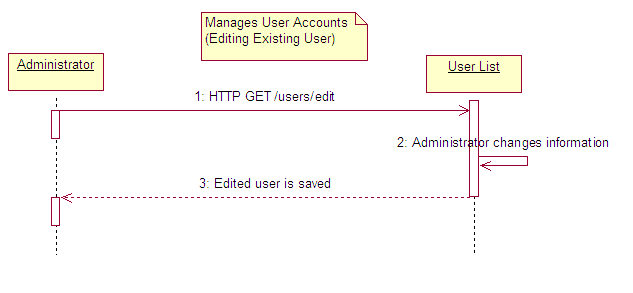 Manages User Accounts
(Editing Existing User)
Administrator
User List
1: HTTP GET /users/edit
2: Administrator changes information
3: Edited user is saved